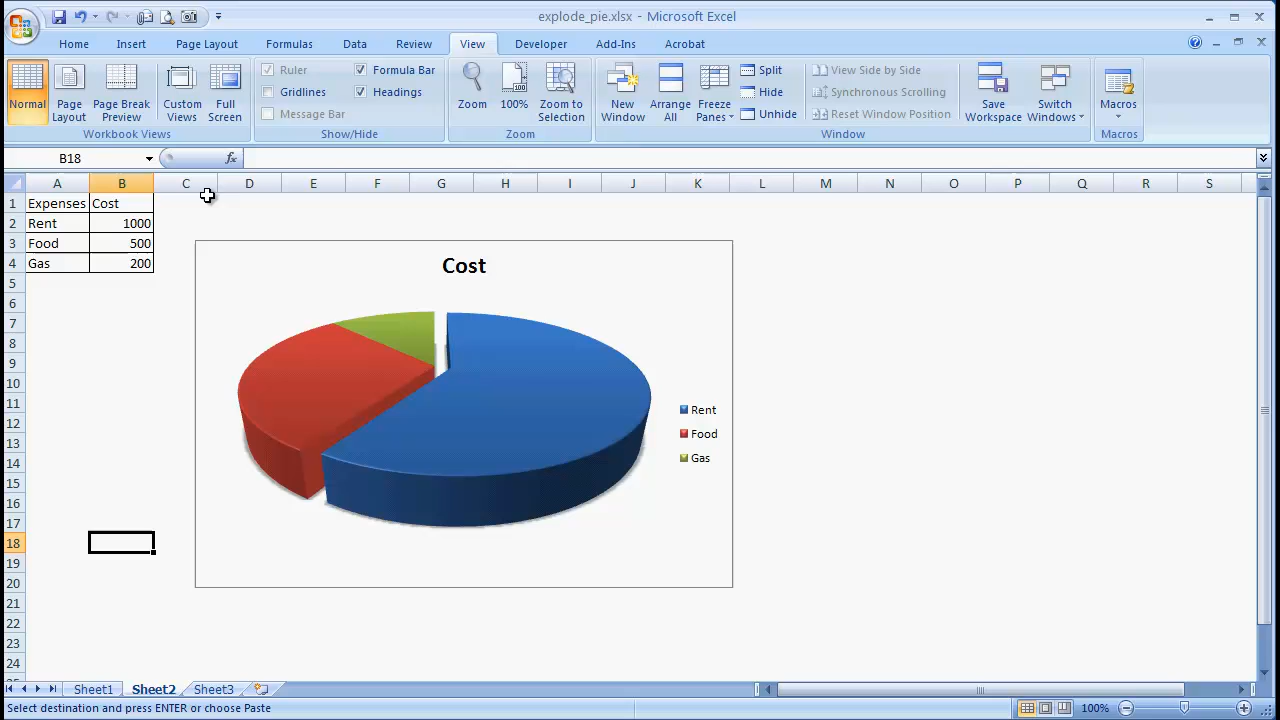 explode_pie.xlsx - Microsoft Excel
Home Insert Page Layout Formulas Data Review View Developer Add-Ins Acrobat
Normal
Page Layout
Page Break Preview
Custom Views
Full Screen
Workbook Views
Ruler
Gridlines
Message Bar
Formula Bar
Headings
Show/Hide
Zoom
100%
Zoom to Selection
Zoom
New Window
Arrange All
Freeze Panes
Split
Hide
Unhide
View Side by Side
Synchronous Scrolling
Reset Window Position
Window
Save Workspace
Switch Windows
Macros
Macros
B18 fx
A B C D E F G H I J K L M N O P Q R S
1 Expenses Cost
2 Rent 1000
3 Food 500
4 Gas 200
5
6
7
8
9
10
11
12
13
14
15
16
17
18
19
20
21
22
23
24
Cost
Rent
Food
Gas
Sheet1 Sheet2 Sheet3
Select destination and press ENTER or choose Paste 100%